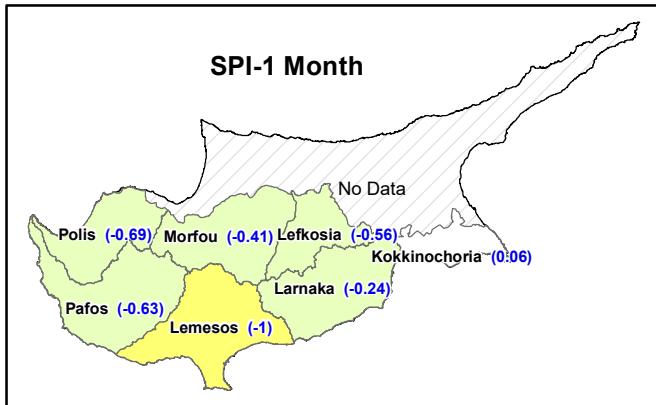 SPI-1 Month
No Data
Polis (-0.69)
Morfou (-0.41)
Lefkosia (-0.56)
Kokkinochoria (0.06)
Larnaka (-0.24)
Pafos (-0.63)
Lemesos (-1)